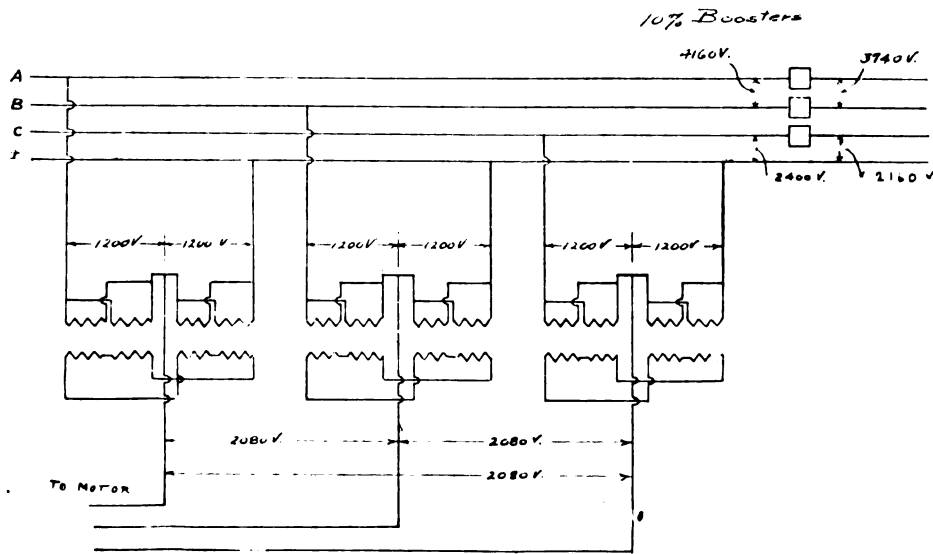 10% Boosters
4160V. 3740V.
A
B
C
2400V. 2160V
1200V 1200V 1200V 1200V 1200V 1200V
2080V. 2080V.
2080V.
TO MOTOR